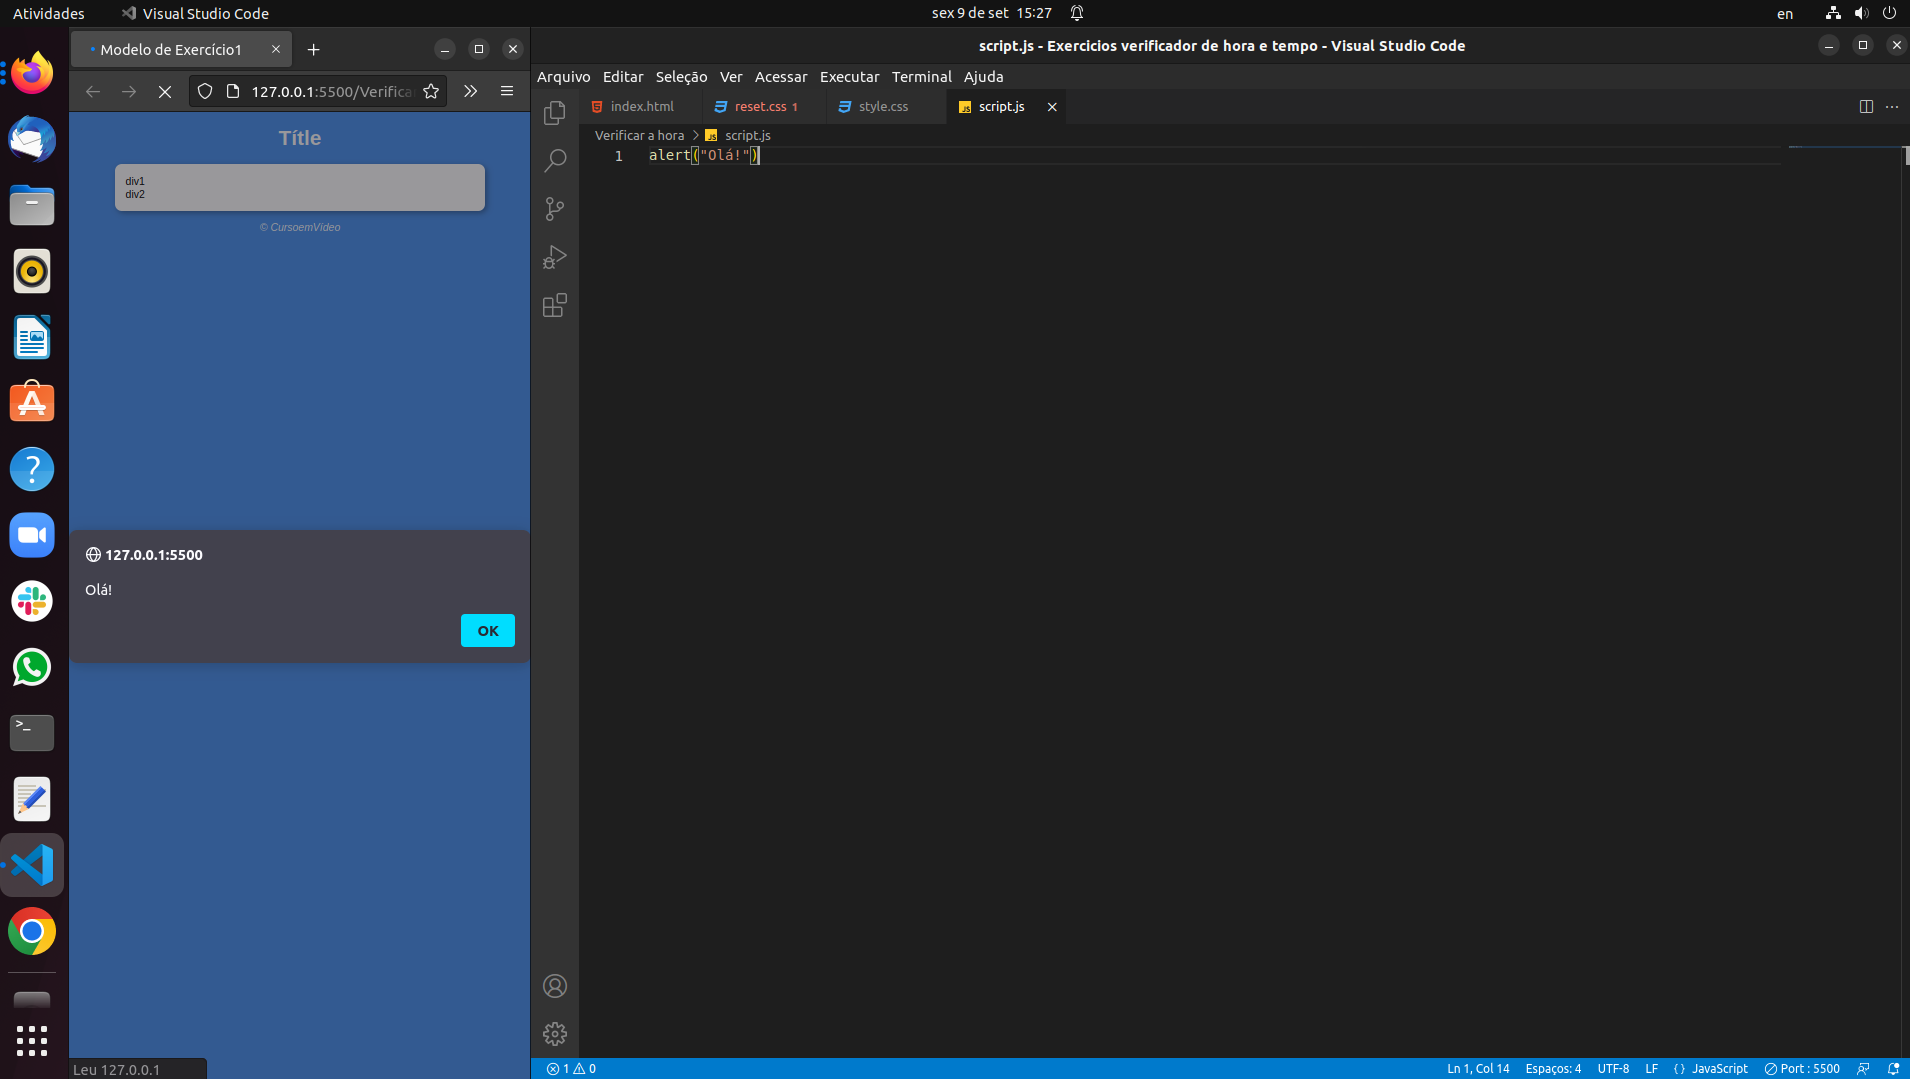 Atividades
Visual Studio Code
sex 9 de set 15:27
en
Modelo de Exercício1
127.0.0.1:5500/Verifica
Títle
div1
div2
© CursoemVídeo
127.0.0.1:5500
Olá!
OK
Leu 127.0.0.1
script.js - Exercicios verificador de hora e tempo - Visual Studio Code
Arquivo Editar Seleção Ver Acessar Executar Terminal Ajuda
index.html
reset.css 1
style.css
script.js
Verificar a hora > script.js
1 alert("Olá!")
1 0
Ln 1, Col 14
Espaços: 4
UTF-8
LF
{} JavaScript
Port : 5500